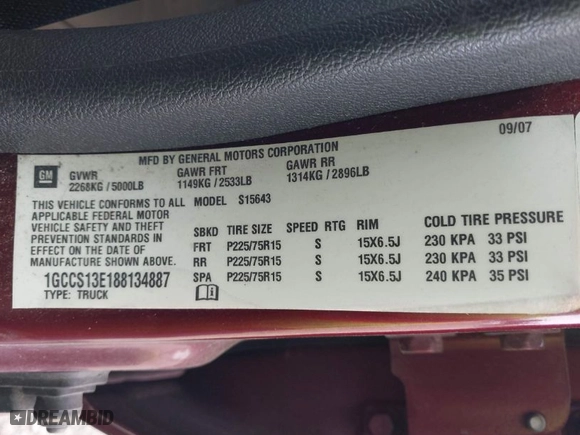 09/07
MFD BY GENERAL MOTORS CORPORATION
GM
GVWR GAWR FRT GAWR RR
2268KG / 5000LB 1149KG / 2533LB 1314KG / 2896LB
THIS VEHICLE CONFORMS TO ALL
APPLICABLE FEDERAL MOTOR
VEHICLE SAFETY AND THEFT
PREVENTION STANDARDS IN
EFFECT ON THE DATE OF
MANUFACTURE SHOWN ABOVE.
1GCCS13E188134887
TYPE: TRUCK
MODEL S15643
SBKD TIRE SIZE SPEED RTG RIM COLD TIRE PRESSURE
FRT P225/75R15 S 15X6.5J 230 KPA 33 PSI
RR P225/75R15 S 15X6.5J 230 KPA 33 PSI
SPA P225/75R15 S 15X6.5J 240 KPA 35 PSI
DREAMBID